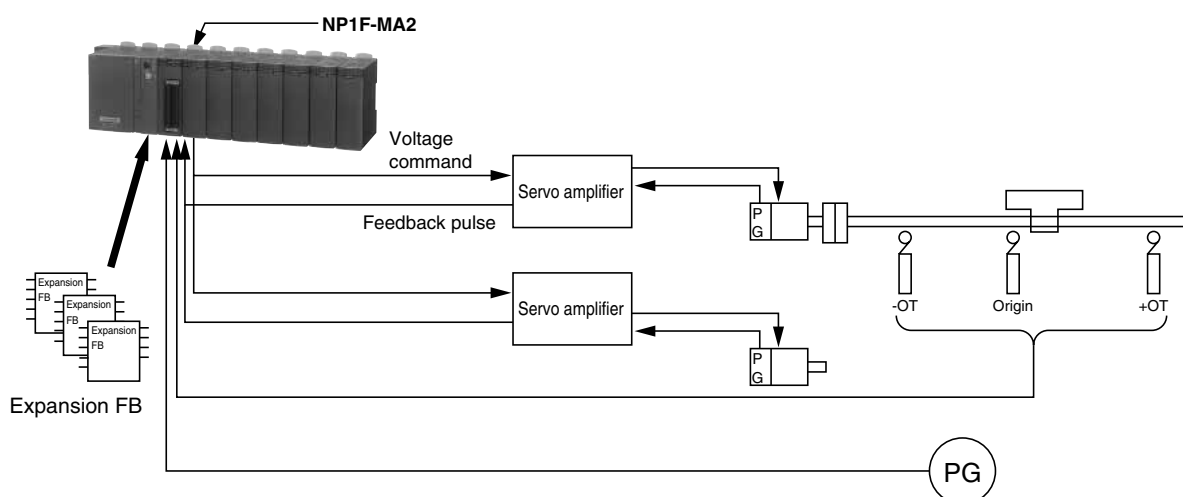 NP1F-MA2
Voltage
command
Servo amplifier
P
G
Feedback pulse
-OT
Origin
+OT
Expansion
FB
Expansion
FB
Expansion
FB
Expansion FB
Servo amplifier
P
G
PG